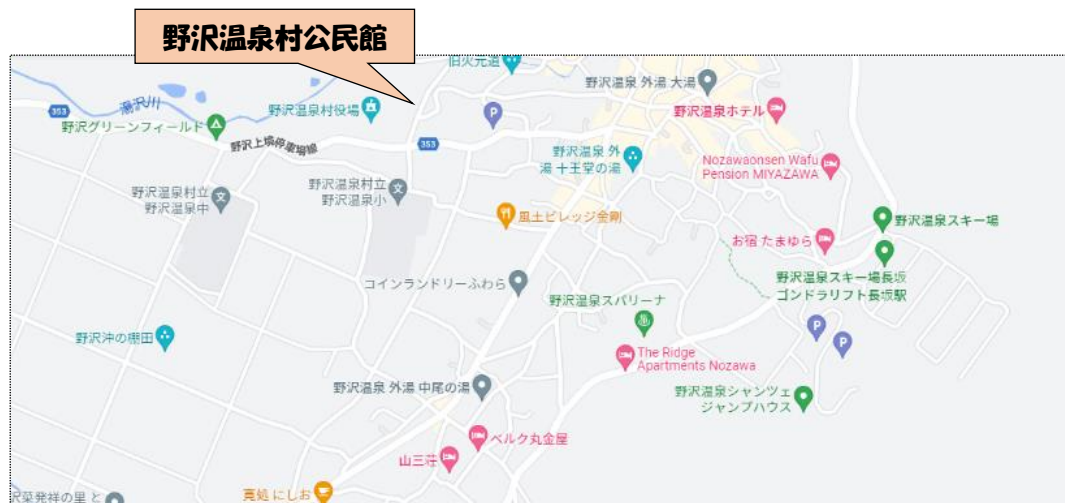 野沢温泉村公民館
旧火元道
野沢温泉 外湯 大湯
353
湯沢川
野沢温泉村役場
P
野沢温泉ホテル
野沢グリーンフィールド
野沢上境停車場線
353
野沢温泉 外
湯 十王堂の湯
Nozawaonsen Wafu
Pension MIYAZAWA
野沢温泉村立
野沢温泉中
文
野沢温泉村立
野沢温泉小
文
風土ビレッジ金剛
野沢温泉スキー場
お宿 たまゆら
コインランドリーふわら
野沢温泉スキー場長坂
ゴンドラリフト長坂駅
野沢温泉スパリーナ
P
P
野沢沖の棚田
The Ridge
Apartments Nozawa
野沢温泉 外湯 中尾の湯
野沢温泉シャンツェ
ジャンプハウス
ベルク丸金屋
山三荘
沢菜発祥の里 と
にしお